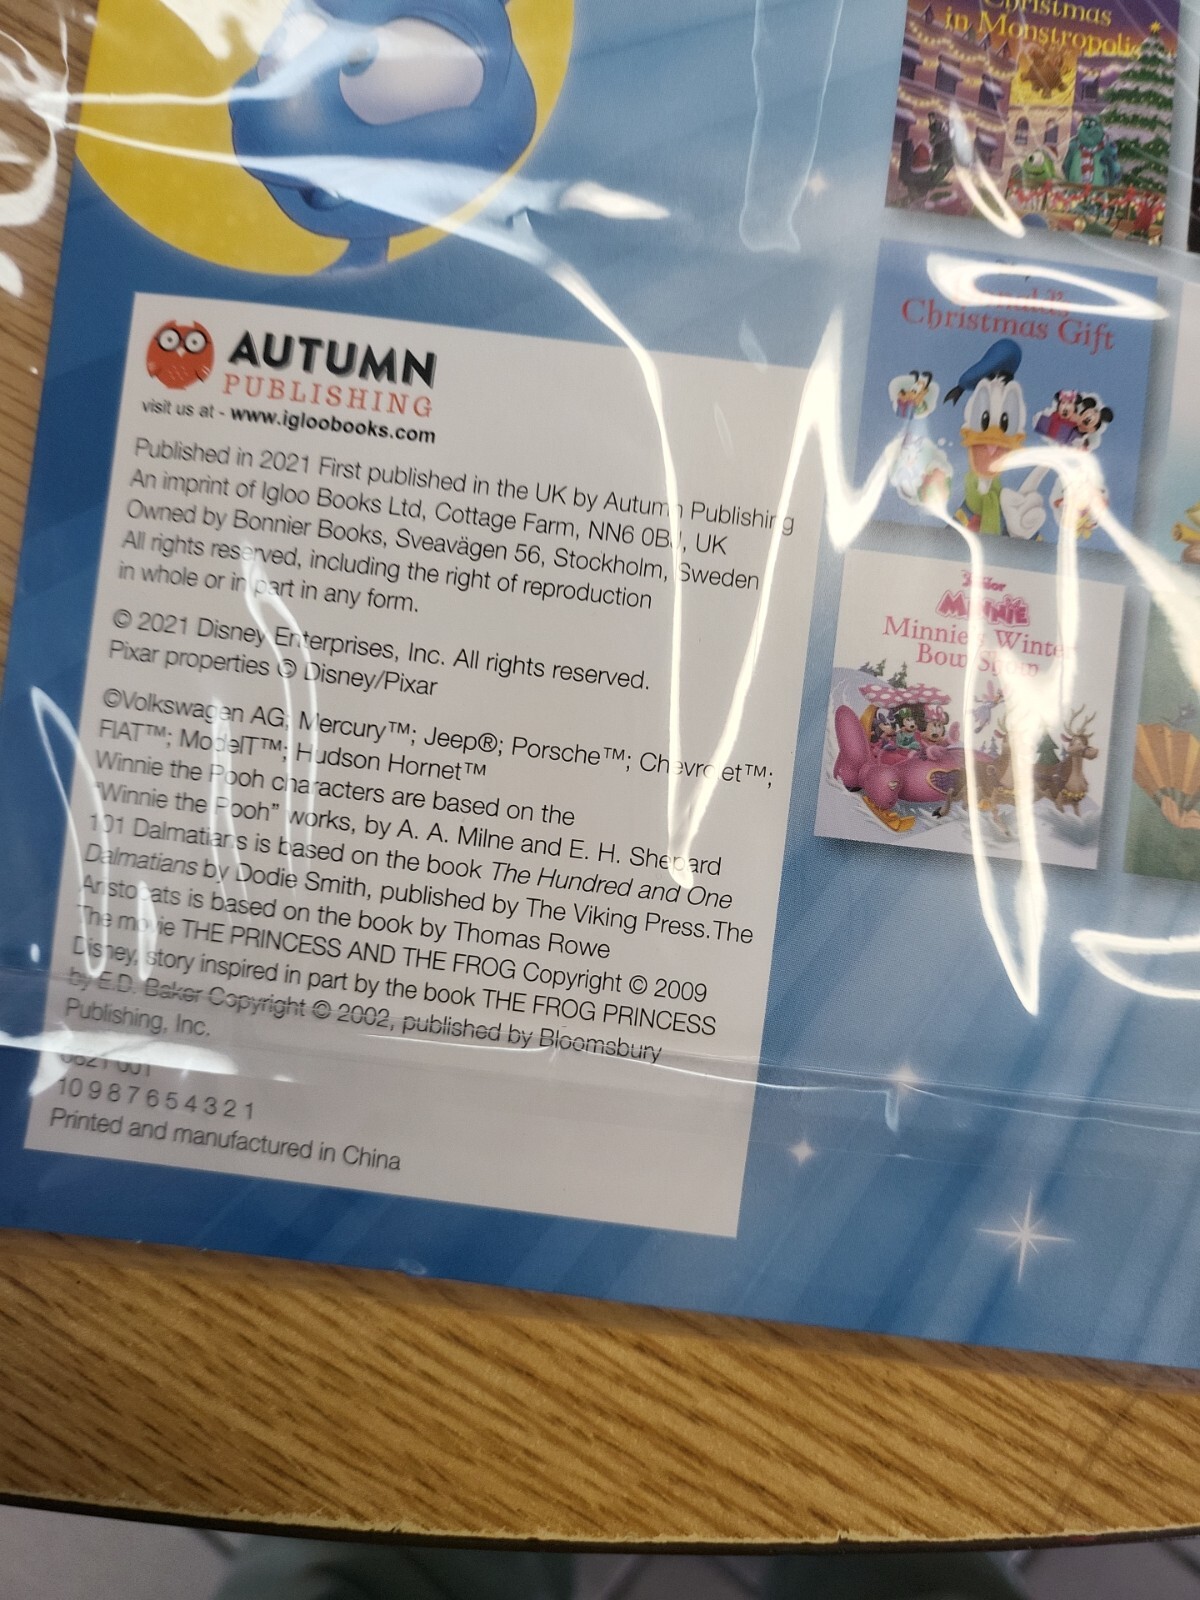 Christmas
in Monstropolis
Christmas Gift
Junior
MINNIE
Minnie's Winter
Bow Show
AUTUMN
PUBLISHING
visit us at - www.igloobooks.com
Published in 2021 First published in the UK by Autumn Publishing
An imprint of Igloo Books Ltd, Cottage Farm, NN6 0BJ, UK
Owned by Bonnier Books, Sveavägen 56, Stockholm, Sweden
All rights reserved, including the right of reproduction
in whole or in part in any form.
© 2021 Disney Enterprises, Inc. All rights reserved.
Pixar properties © Disney/Pixar
©Volkswagen AG; Mercury™; Jeep®; Porsche™; Chevrolet™;
FIAT™; ModelT™; Hudson Hornet™
Winnie the Pooh characters are based on the
"Winnie the Pooh" works, by A. A. Milne and E. H. Shepard
101 Dalmatians is based on the book The Hundred and One
Dalmatians by Dodie Smith, published by The Viking Press.The
Aristocats is based on the book by Thomas Rowe
The movie THE PRINCESS AND THE FROG Copyright © 2009
Disney, story inspired in part by the book THE FROG PRINCESS
by E.D. Baker Copyright © 2002, published by Bloomsbury
Publishing, Inc.
0621 001
10 9 8 7 6 5 4 3 2 1
Printed and manufactured in China